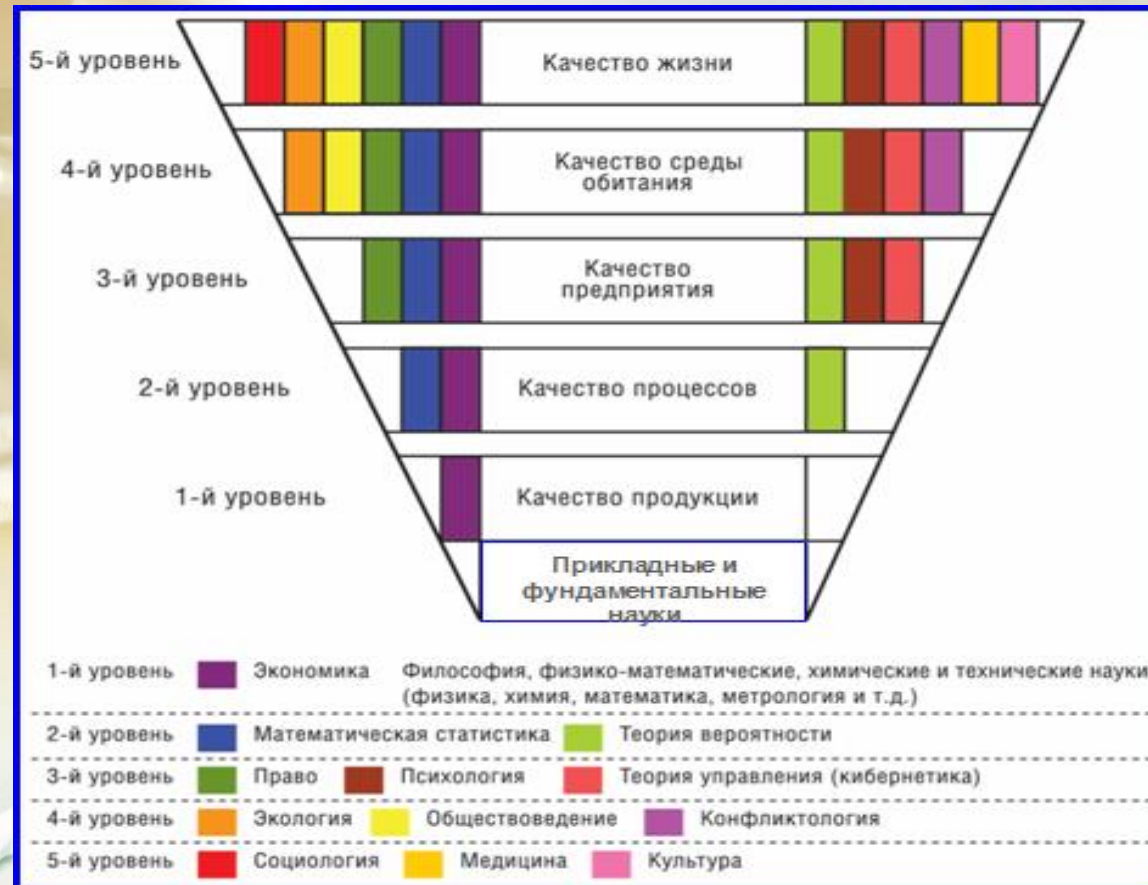 5-й уровень
Качество жизни
4-й уровень
Качество среды
обитания
3-й уровень
Качество
предприятия
2-й уровень
Качество процессов
1-й уровень
Качество продукции
Прикладные и
фундаментальные
науки
1-й уровень Экономика Философия, физико-математические, химические и технические науки
(физика, химия, математика, метрология и т.д.)
2-й уровень Математическая статистика Теория вероятности
3-й уровень Право Психология Теория управления (кибернетика)
4-й уровень Экология Обществоведение Конфликтология
5-й уровень Социология Медицина Культура